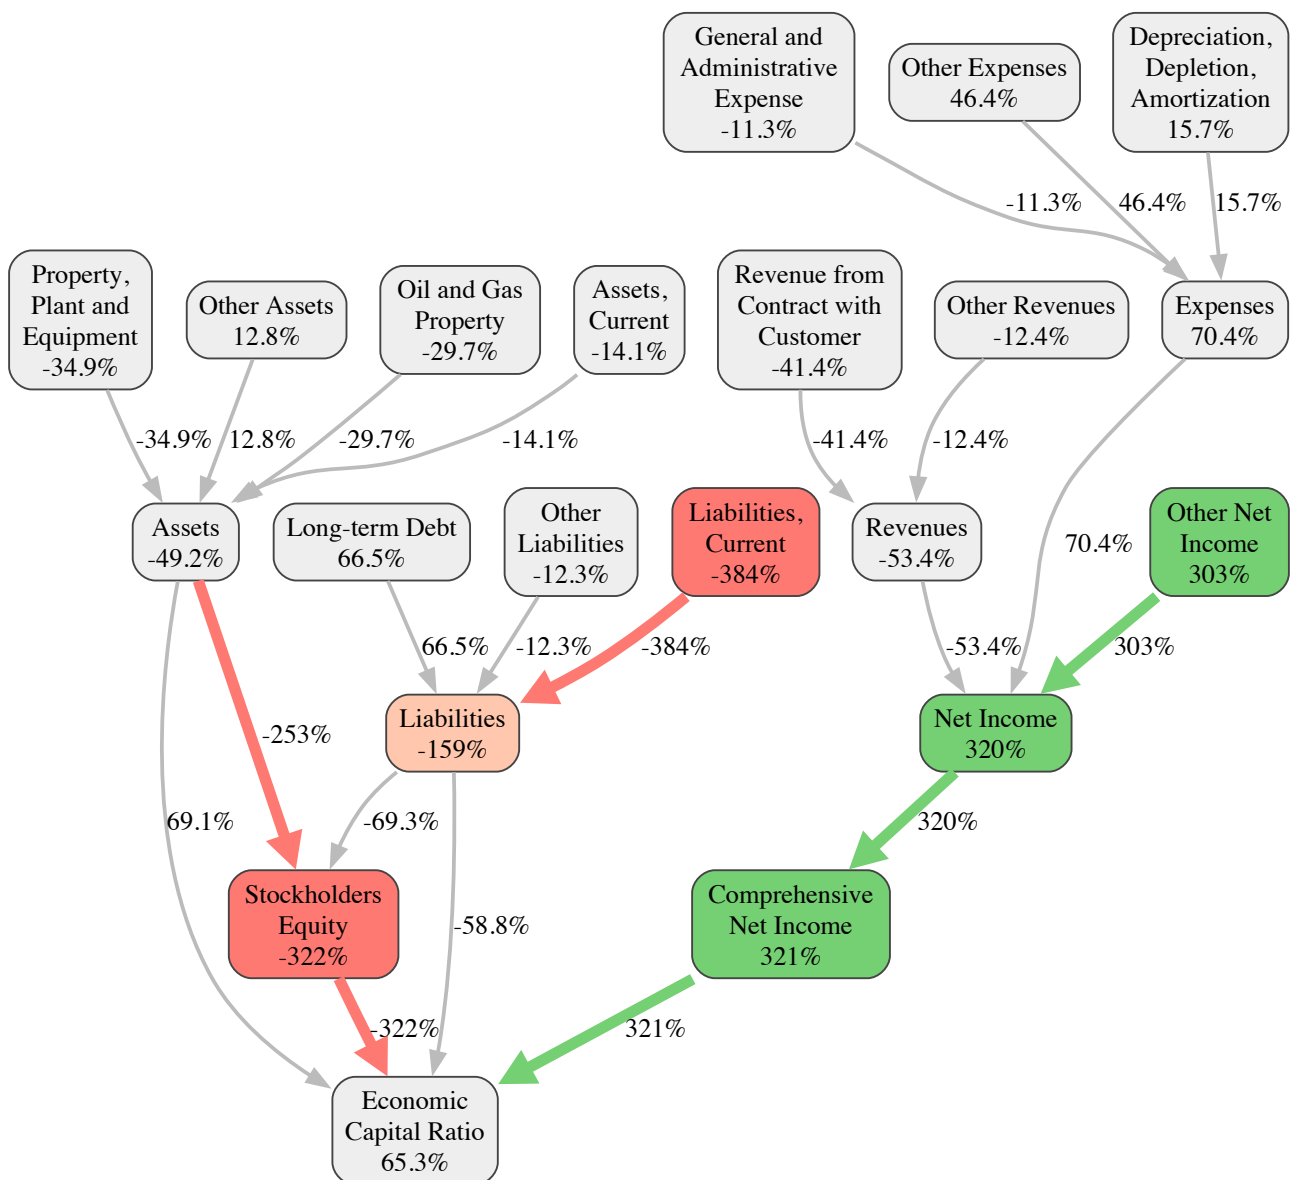 General and
Administrative
Expense
-11.3%
Other Expenses
46.4%
Depreciation,
Depletion,
Amortization
15.7%
-11.3%
46.4%
15.7%
Property,
Plant and
Equipment
-34.9%
Other Assets
12.8%
Oil and Gas
Property
-29.7%
Assets,
Current
-14.1%
Revenue from
Contract with
Customer
-41.4%
Other Revenues
-12.4%
Expenses
70.4%
-34.9%
12.8%
-29.7%
-14.1%
-41.4%
-12.4%
Assets
-49.2%
Long-term Debt
66.5%
Other
Liabilities
-12.3%
Liabilities,
Current
-384%
Revenues
-53.4%
70.4%
Other Net
Income
303%
66.5%
-12.3%
-384%
-53.4%
303%
-253%
Liabilities
-159%
Net Income
320%
69.1%
-69.3%
320%
Stockholders
Equity
-322%
-58.8%
Comprehensive
Net Income
321%
-322%
321%
Economic
Capital Ratio
65.3%